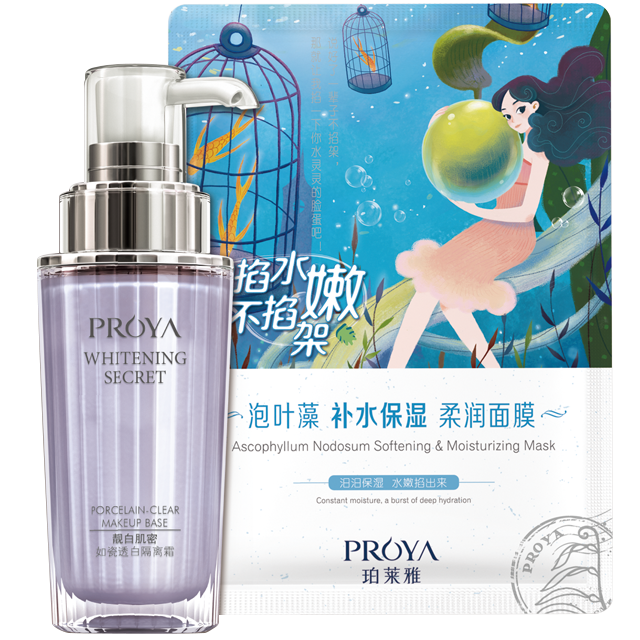 PROYA
WHITENING
SECRET
PORCELAIN-CLEAR
MAKEUP BASE
靓白肌密
如瓷透白隔离霜
掐水嫩
不掐架
泡叶藻 补水保湿 柔润面膜
Ascophyllum Nodosum Softening & Moisturizing Mask
汩汩保湿 水嫩掐出来
Constant moisture, a burst of deep hydration
PROYA
珀莱雅
PROYA